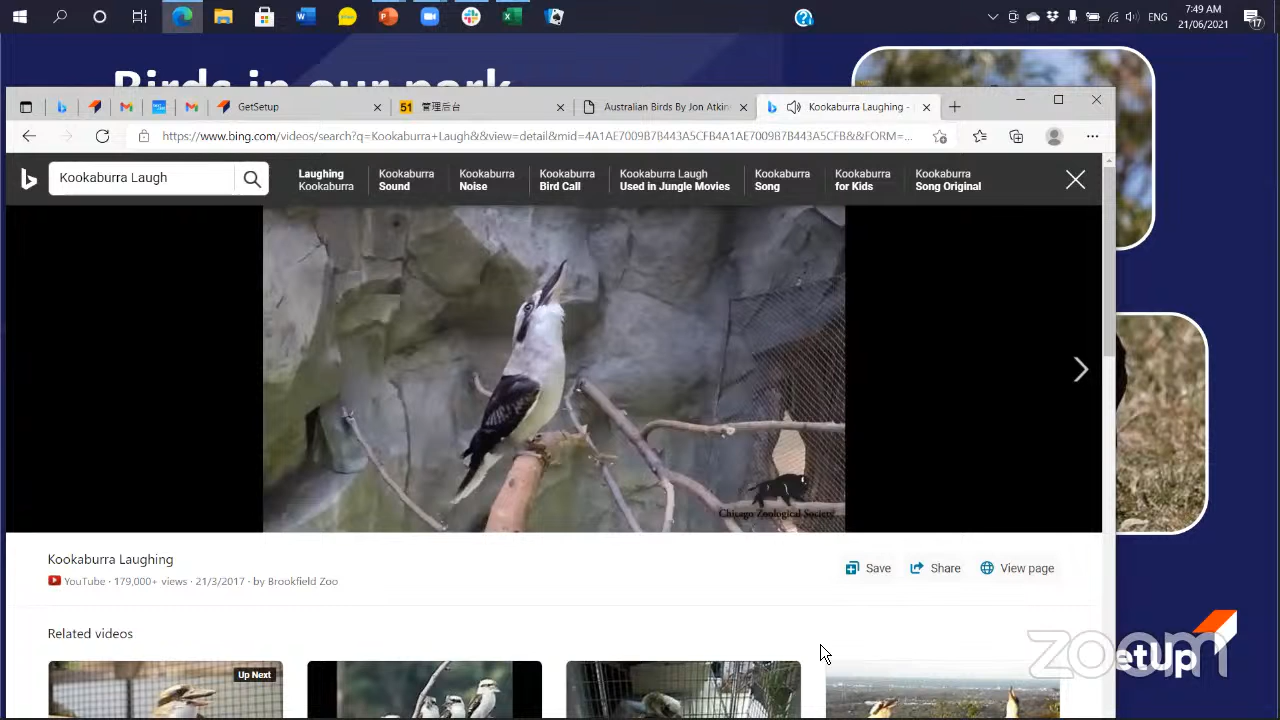 7:49 AM
ENG
21/06/2021
17
Birds in our park
GetSetup
51 管理后台
Australian Birds By Jon Atkin
Kookaburra Laughing -
https://www.bing.com/videos/search?q=Kookaburra+Laugh&&view=detail&mid=4A1AE7009B7B443A5CFB4A1AE7009B7B443A5CFB&&FORM=...
Kookaburra Laugh
Laughing Kookaburra
Kookaburra Sound
Kookaburra Noise
Kookaburra Bird Call
Kookaburra Laugh Used in Jungle Movies
Kookaburra Song
Kookaburra for Kids
Kookaburra Song Original
Chicago Zoological Society
Kookaburra Laughing
YouTube · 179,000+ views · 21/3/2017 · by Brookfield Zoo
Save
Share
View page
Related videos
Up Next
zoom
etUp